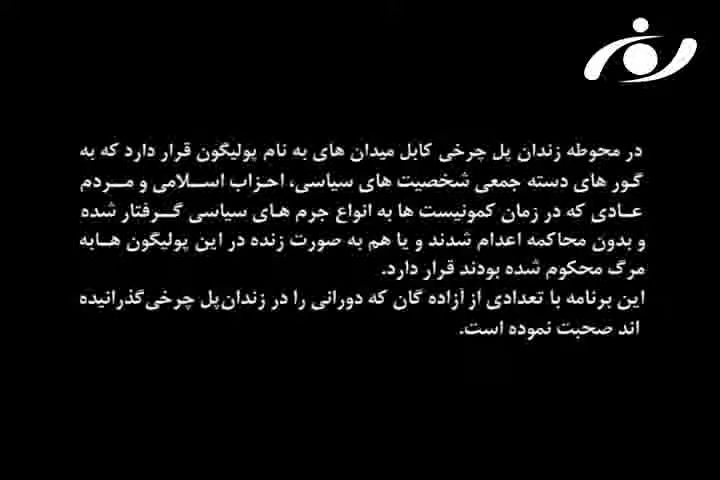 در محوطه زندان پل چرخی کابل میدان های به نام پولیگون قرار دارد که به
گور های دسته جمعی شخصیت های سیاسی، احزاب اسلامی و مردم
عادی که در زمان کمونیست ها به انواع جرم های سیاسی گرفتار شده
و بدون محاکمه اعدام شدند و یا هم به صورت زنده در این پولیگون هابه
مرگ محکوم شده بودند قرار دارد.
این برنامه با تعدادی از آزاده گان که دورانی را در زندان‌پل چرخی‌گذرانیده
اند صحبت نموده است.